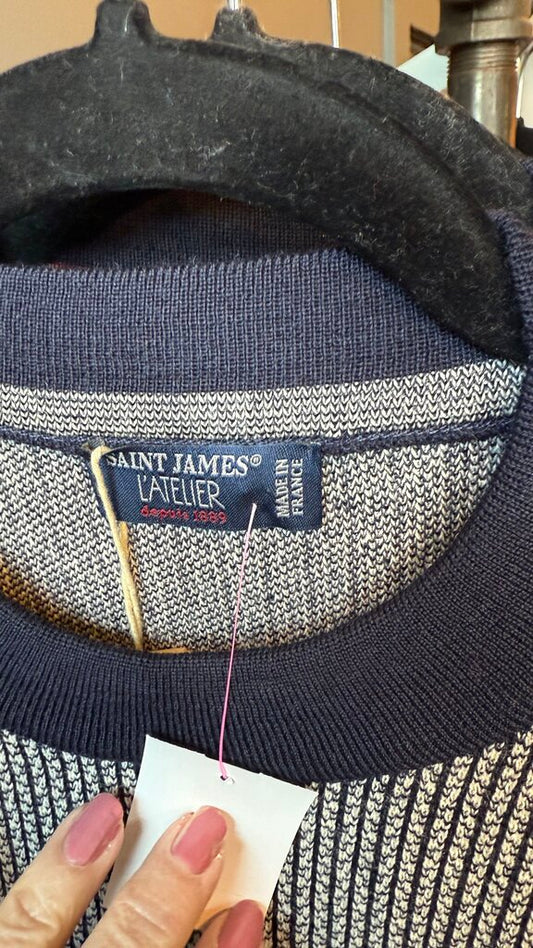 SAINT JAMES®
L'ATELIER
depuis 1889
MADE IN
FRANCE